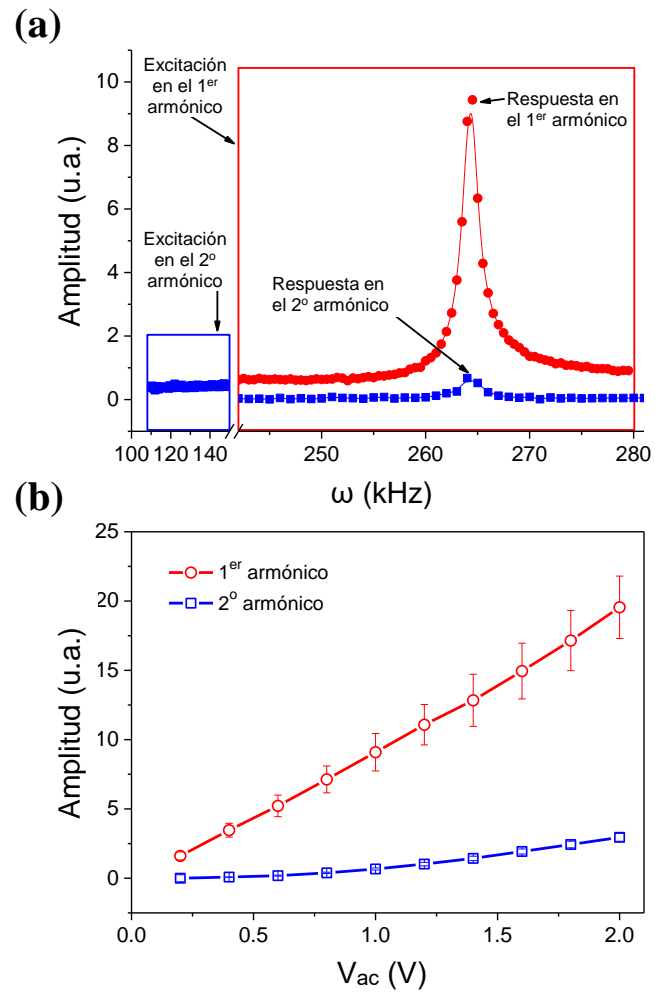 (a)
Excitación
en el 1er
armónico
Respuesta en
el 1er armónico
Excitación
en el 2o
armónico
Respuesta en
el 2o armónico
Amplitud (u.a.)
10
8
6
4
2
0
100 120 140 250 260 270 280
ω (kHz)
(b)
1er armónico
2o armónico
Amplitud (u.a.)
25
20
15
10
5
0
0.0 0.5 1.0 1.5 2.0
Vac (V)